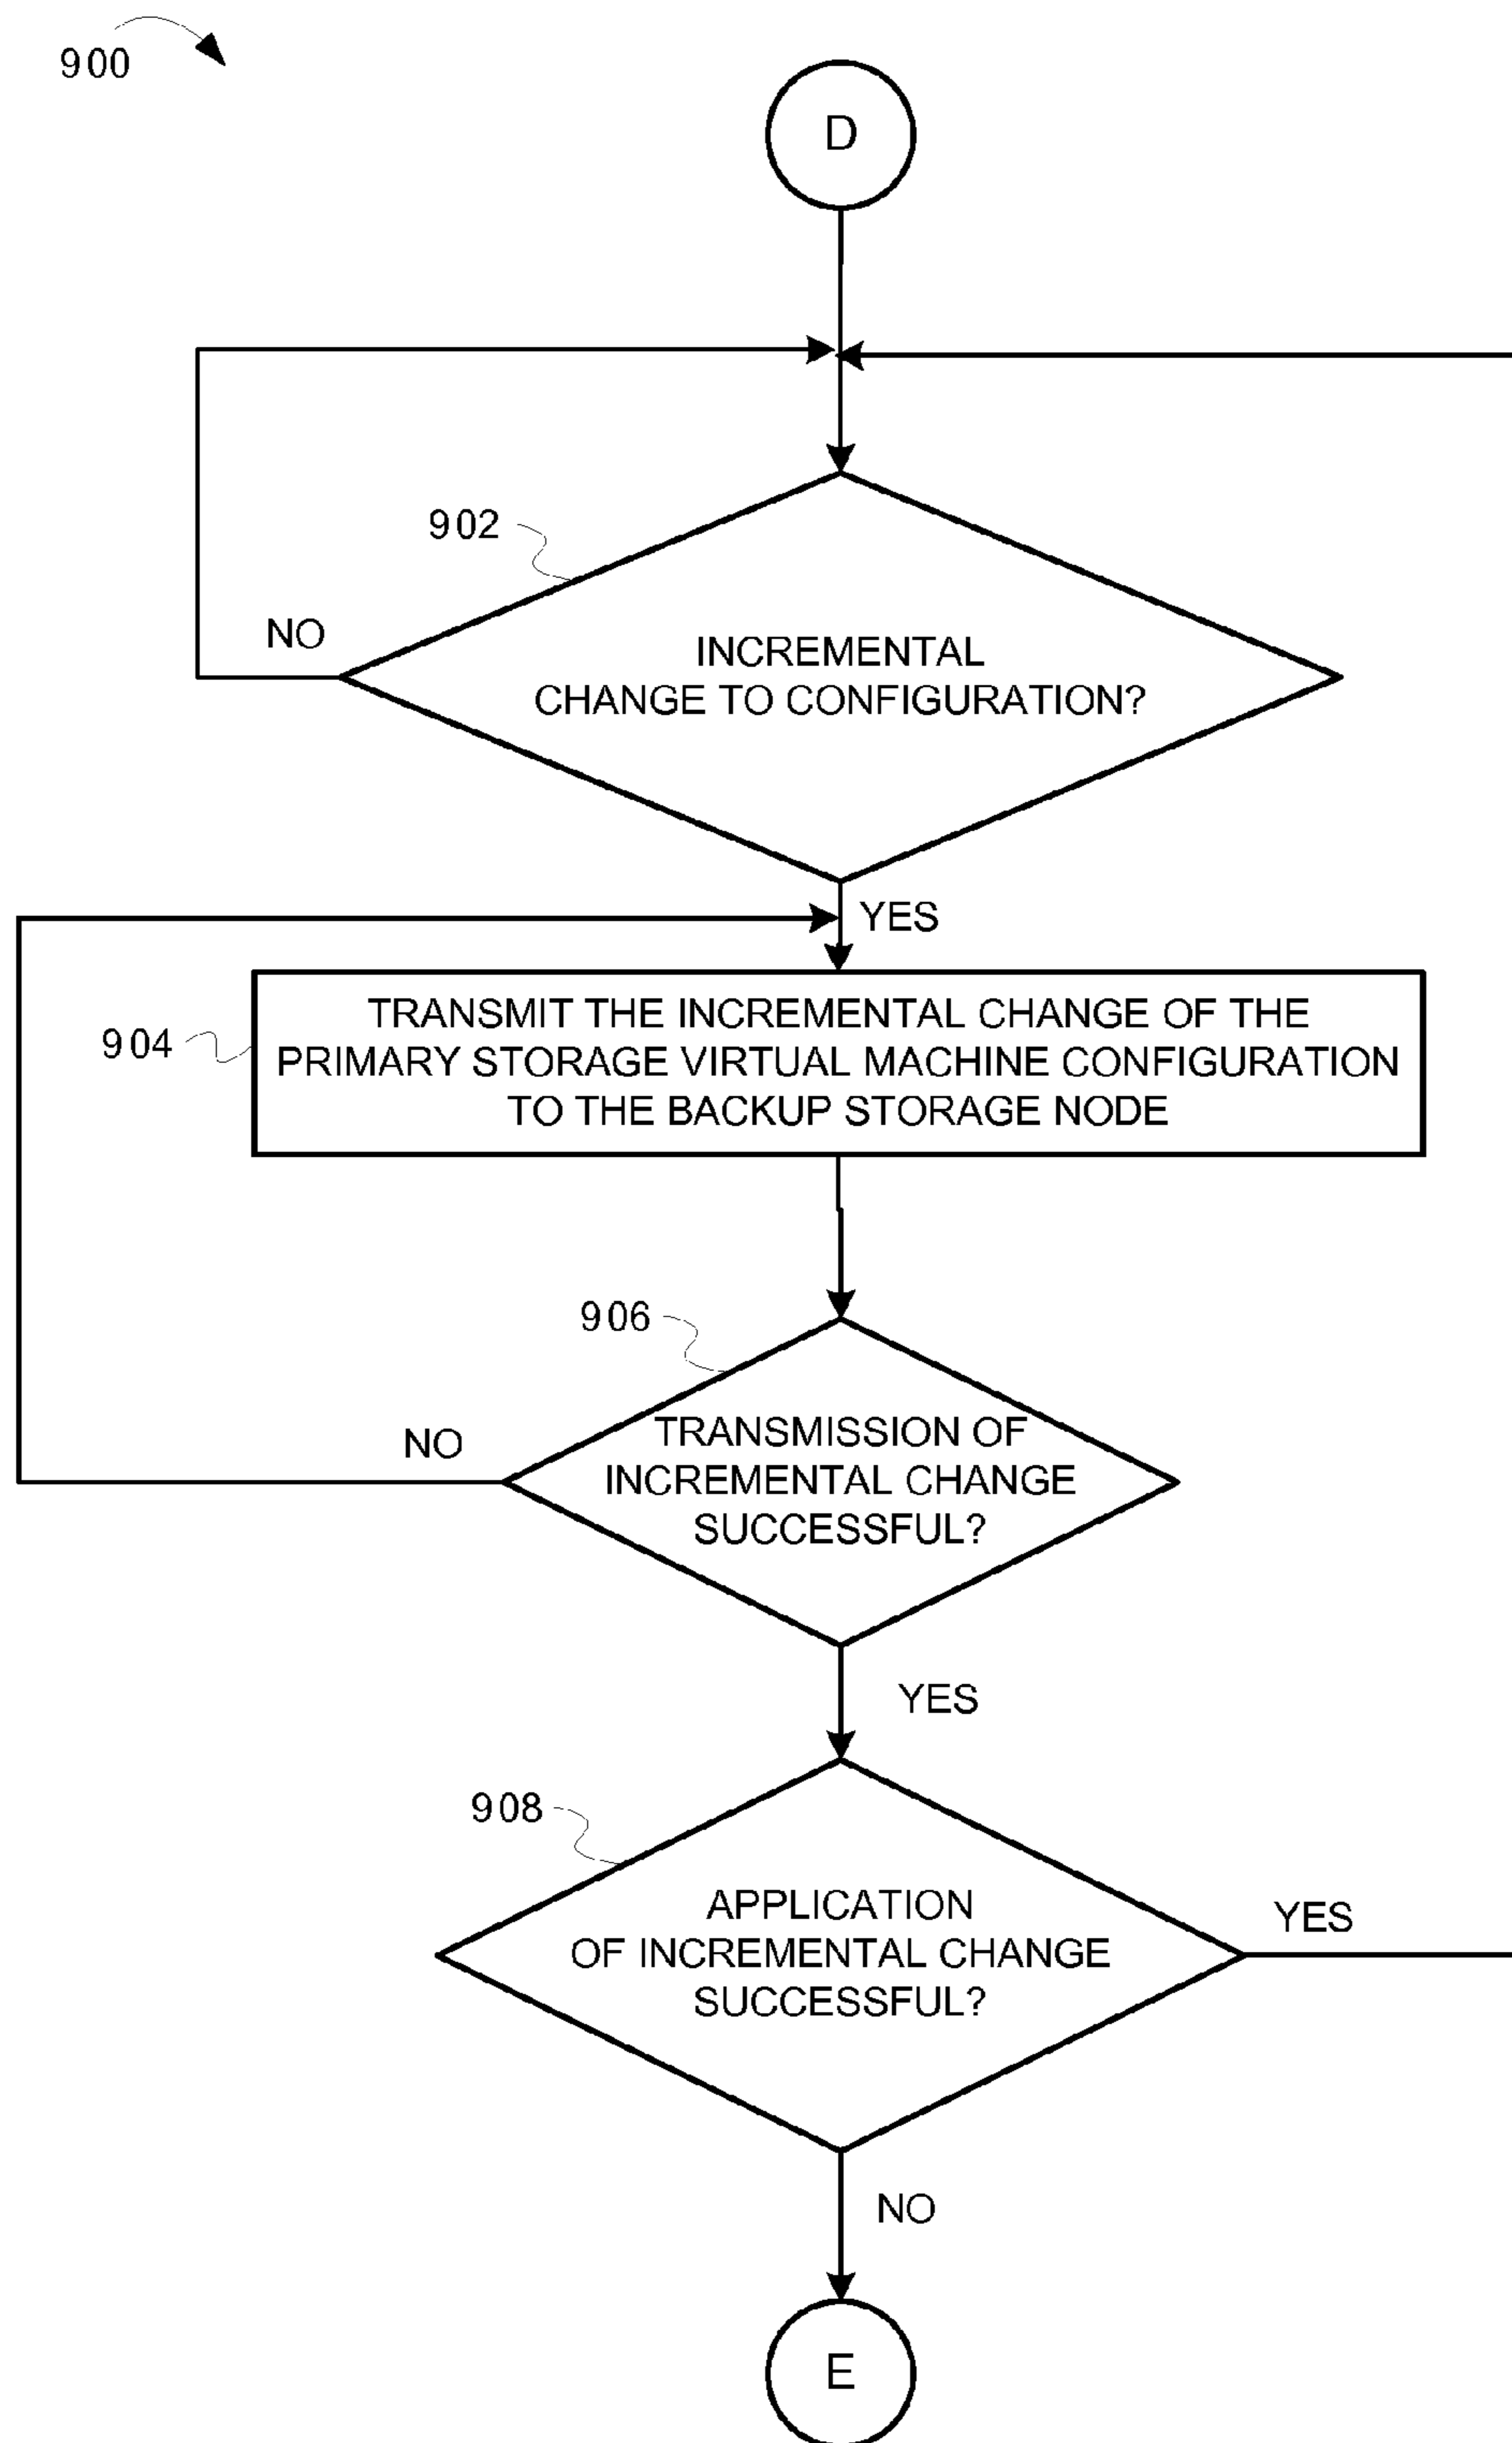 900
D
902
NO
INCREMENTAL
CHANGE TO CONFIGURATION?
YES
904
TRANSMIT THE INCREMENTAL CHANGE OF THE
PRIMARY STORAGE VIRTUAL MACHINE CONFIGURATION
TO THE BACKUP STORAGE NODE
906
NO
TRANSMISSION OF
INCREMENTAL CHANGE
SUCCESSFUL?
YES
908
APPLICATION
OF INCREMENTAL CHANGE
SUCCESSFUL?
YES
NO
E